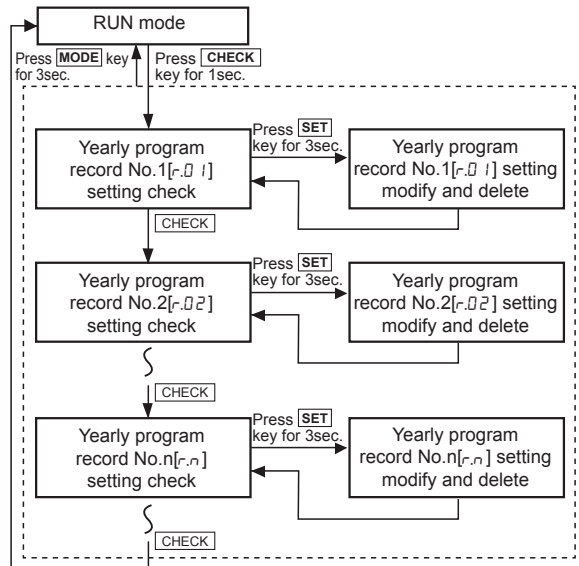 RUN mode
Press MODE key
for 3sec.
Press CHECK
key for 1sec.
Yearly program
record No.1[r.01]
setting check
Press SET
key for 3sec.
Yearly program
record No.1[r.01] setting
modify and delete
CHECK
Yearly program
record No.2[r.02]
setting check
Press SET
key for 3sec.
Yearly program
record No.2[r.02] setting
modify and delete
CHECK
Yearly program
record No.n[r.n]
setting check
Press SET
key for 3sec.
Yearly program
record No.n[r.n] setting
modify and delete
CHECK